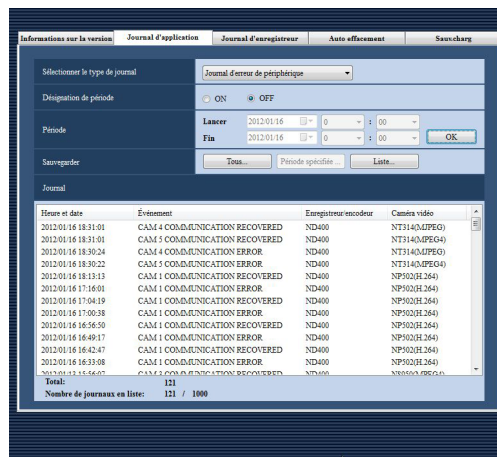 Informations sur la version Journal d'application Journal d'enregistreur Auto effacement Sauv.charg
Sélectionner le type de journal Journal d'erreur de périphérique
Désignation de période ON OFF
Période Lancer 2012/01/16 0 : 00
Fin 2012/01/16 0 : 00 OK
Sauvegarder Tous... Période spécifiée ... Liste...
Journal
Heure et date Événement Enregistreur/encodeur Caméra vidéo
2012/01/16 18:31:01 CAM 4 COMMUNICATION RECOVERED ND400 NT314(MJPEG)
2012/01/16 18:31:01 CAM 5 COMMUNICATION RECOVERED ND400 NT314(MPEG4)
2012/01/16 18:30:24 CAM 4 COMMUNICATION ERROR ND400 NT314(MJPEG)
2012/01/16 18:30:22 CAM 5 COMMUNICATION ERROR ND400 NT314(MPEG4)
2012/01/16 18:13:13 CAM 1 COMMUNICATION RECOVERED ND400 NP502(H.264)
2012/01/16 17:16:01 CAM 1 COMMUNICATION ERROR ND400 NP502(H.264)
2012/01/16 17:04:19 CAM 1 COMMUNICATION RECOVERED ND400 NP502(H.264)
2012/01/16 17:00:38 CAM 1 COMMUNICATION ERROR ND400 NP502(H.264)
2012/01/16 16:56:50 CAM 1 COMMUNICATION RECOVERED ND400 NP502(H.264)
2012/01/16 16:49:17 CAM 1 COMMUNICATION ERROR ND400 NP502(H.264)
2012/01/16 16:42:47 CAM 1 COMMUNICATION RECOVERED ND400 NP502(H.264)
2012/01/16 16:33:08 CAM 1 COMMUNICATION ERROR ND400 NP502(H.264)
2012/01/13 15:56:07 COMMUNICATION RECOVERED ND400
Total: 121
Nombre de journaux en liste: 121 / 1000